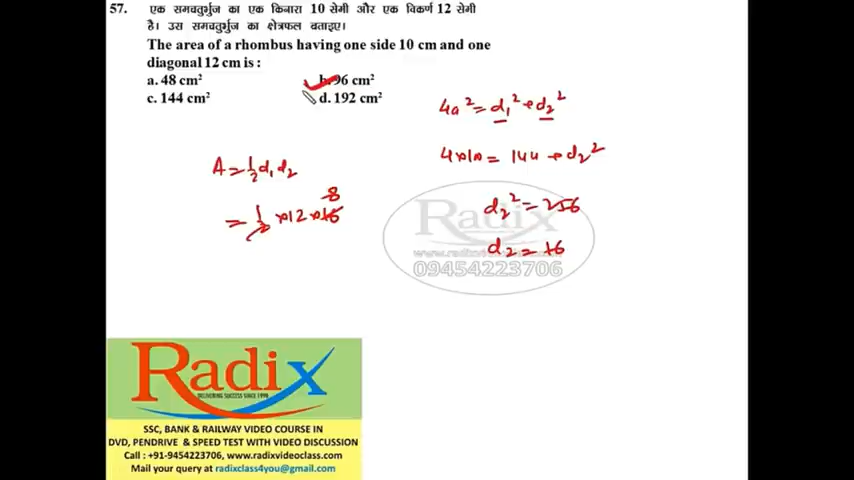 57. एक समचतुर्भुज का एक किनारा 10 सेमी और एक विकर्ण 12 सेमी
है। उस समचतुर्भुज का क्षेत्रफल बताइए।
The area of a rhombus having one side 10 cm and one
diagonal 12 cm is :
a. 48 cm² b. 96 cm²
c. 144 cm² d. 192 cm²
4a² = d₁² + d₂²
4×10×10 = 144 + d₂²
d₂² = 256
d₂ = 16
A = ½ d₁ d₂
= ½ × 12 × 16
8
Radix
www.radixv
09454223706
Radix
DELIVERING SUCCESS SINCE 1998
SSC, BANK & RAILWAY VIDEO COURSE IN
DVD, PENDRIVE & SPEED TEST WITH VIDEO DISCUSSION
Call : +91-9454223706, www.radixvideoclass.com
Mail your query at radixclass4you@gmail.com